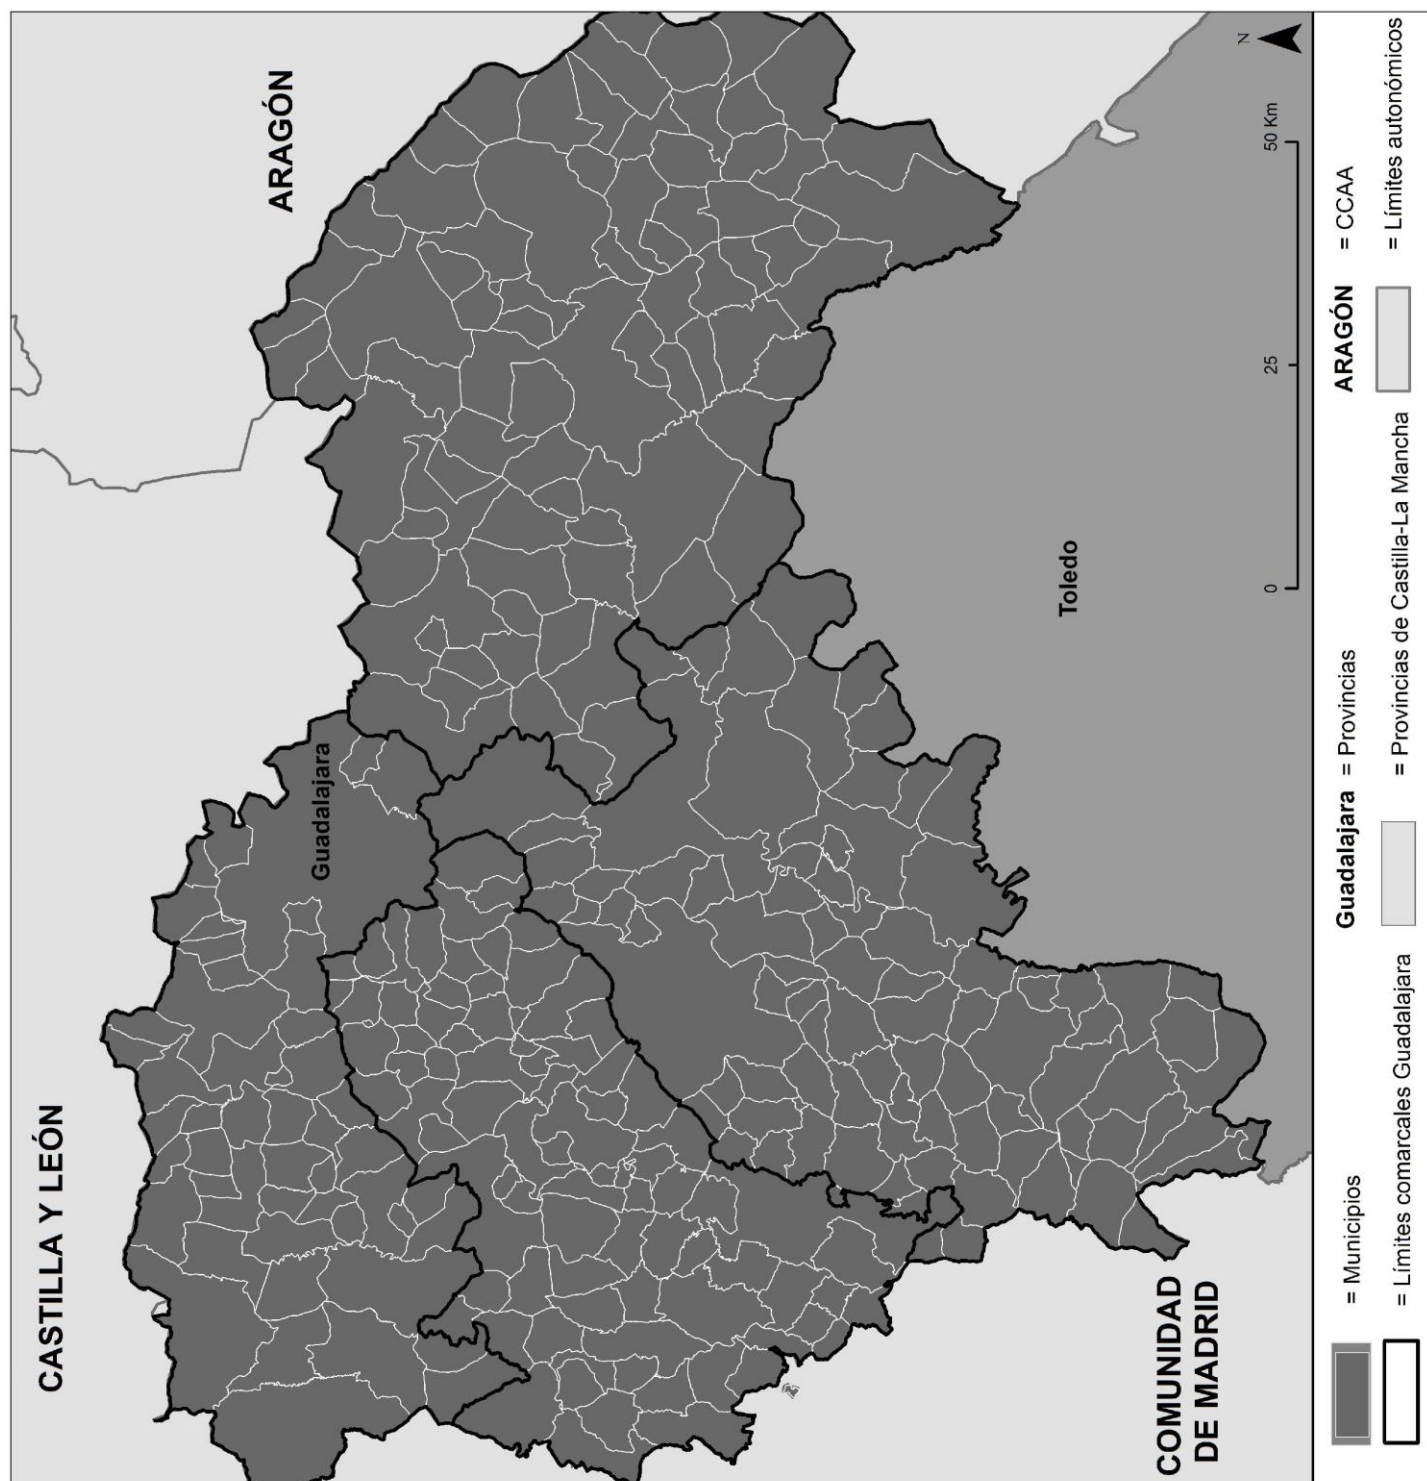 CASTILLA Y LEÓN
ARAGÓN
Guadalajara
Toledo
COMUNIDAD
DE MADRID
0
25
50 Km
N
= Municipios
Guadalajara = Provincias
ARAGÓN = CCAA
= Límites comarcales Guadalajara
= Provincias de Castilla-La Mancha
= Límites autonómicos